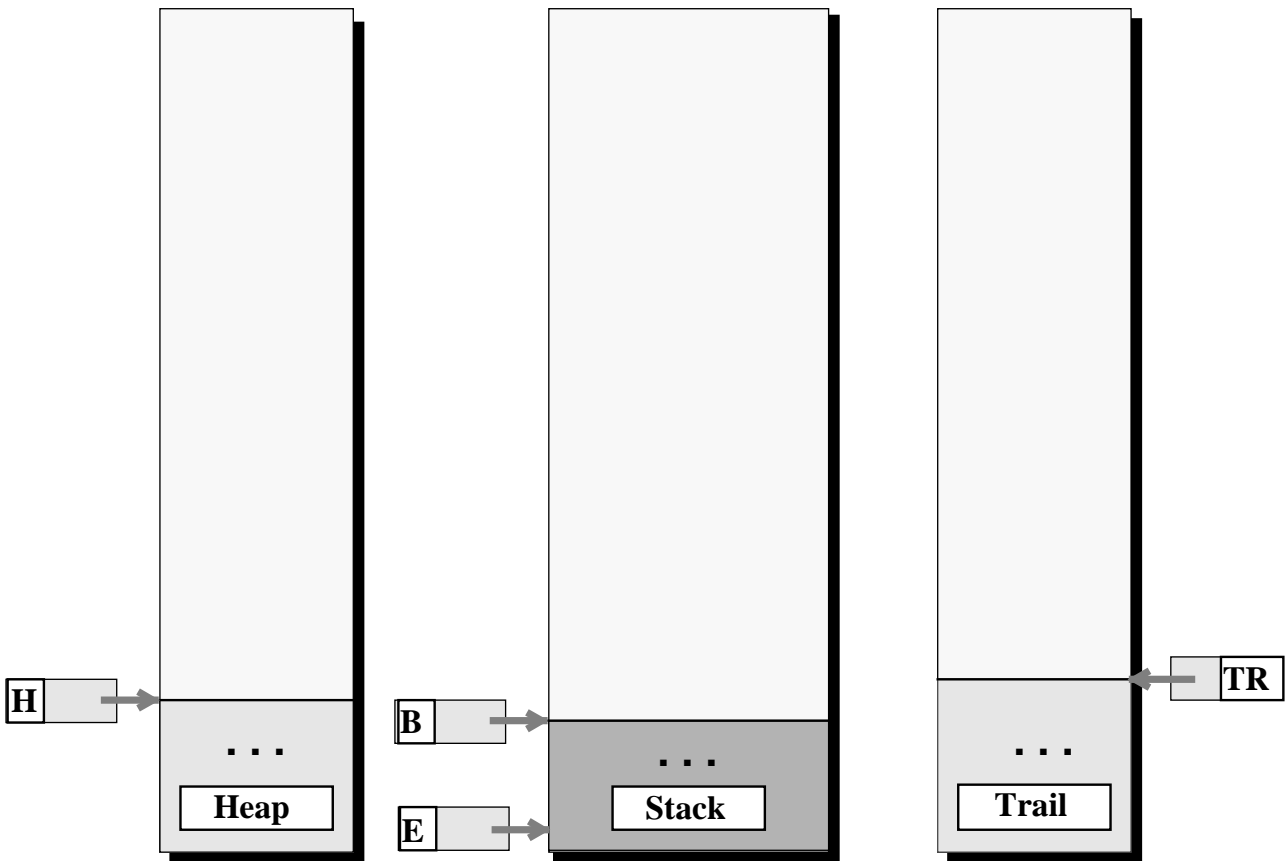 H
TR
B
. . .
. . .
. . .
Heap
Stack
Trail
E